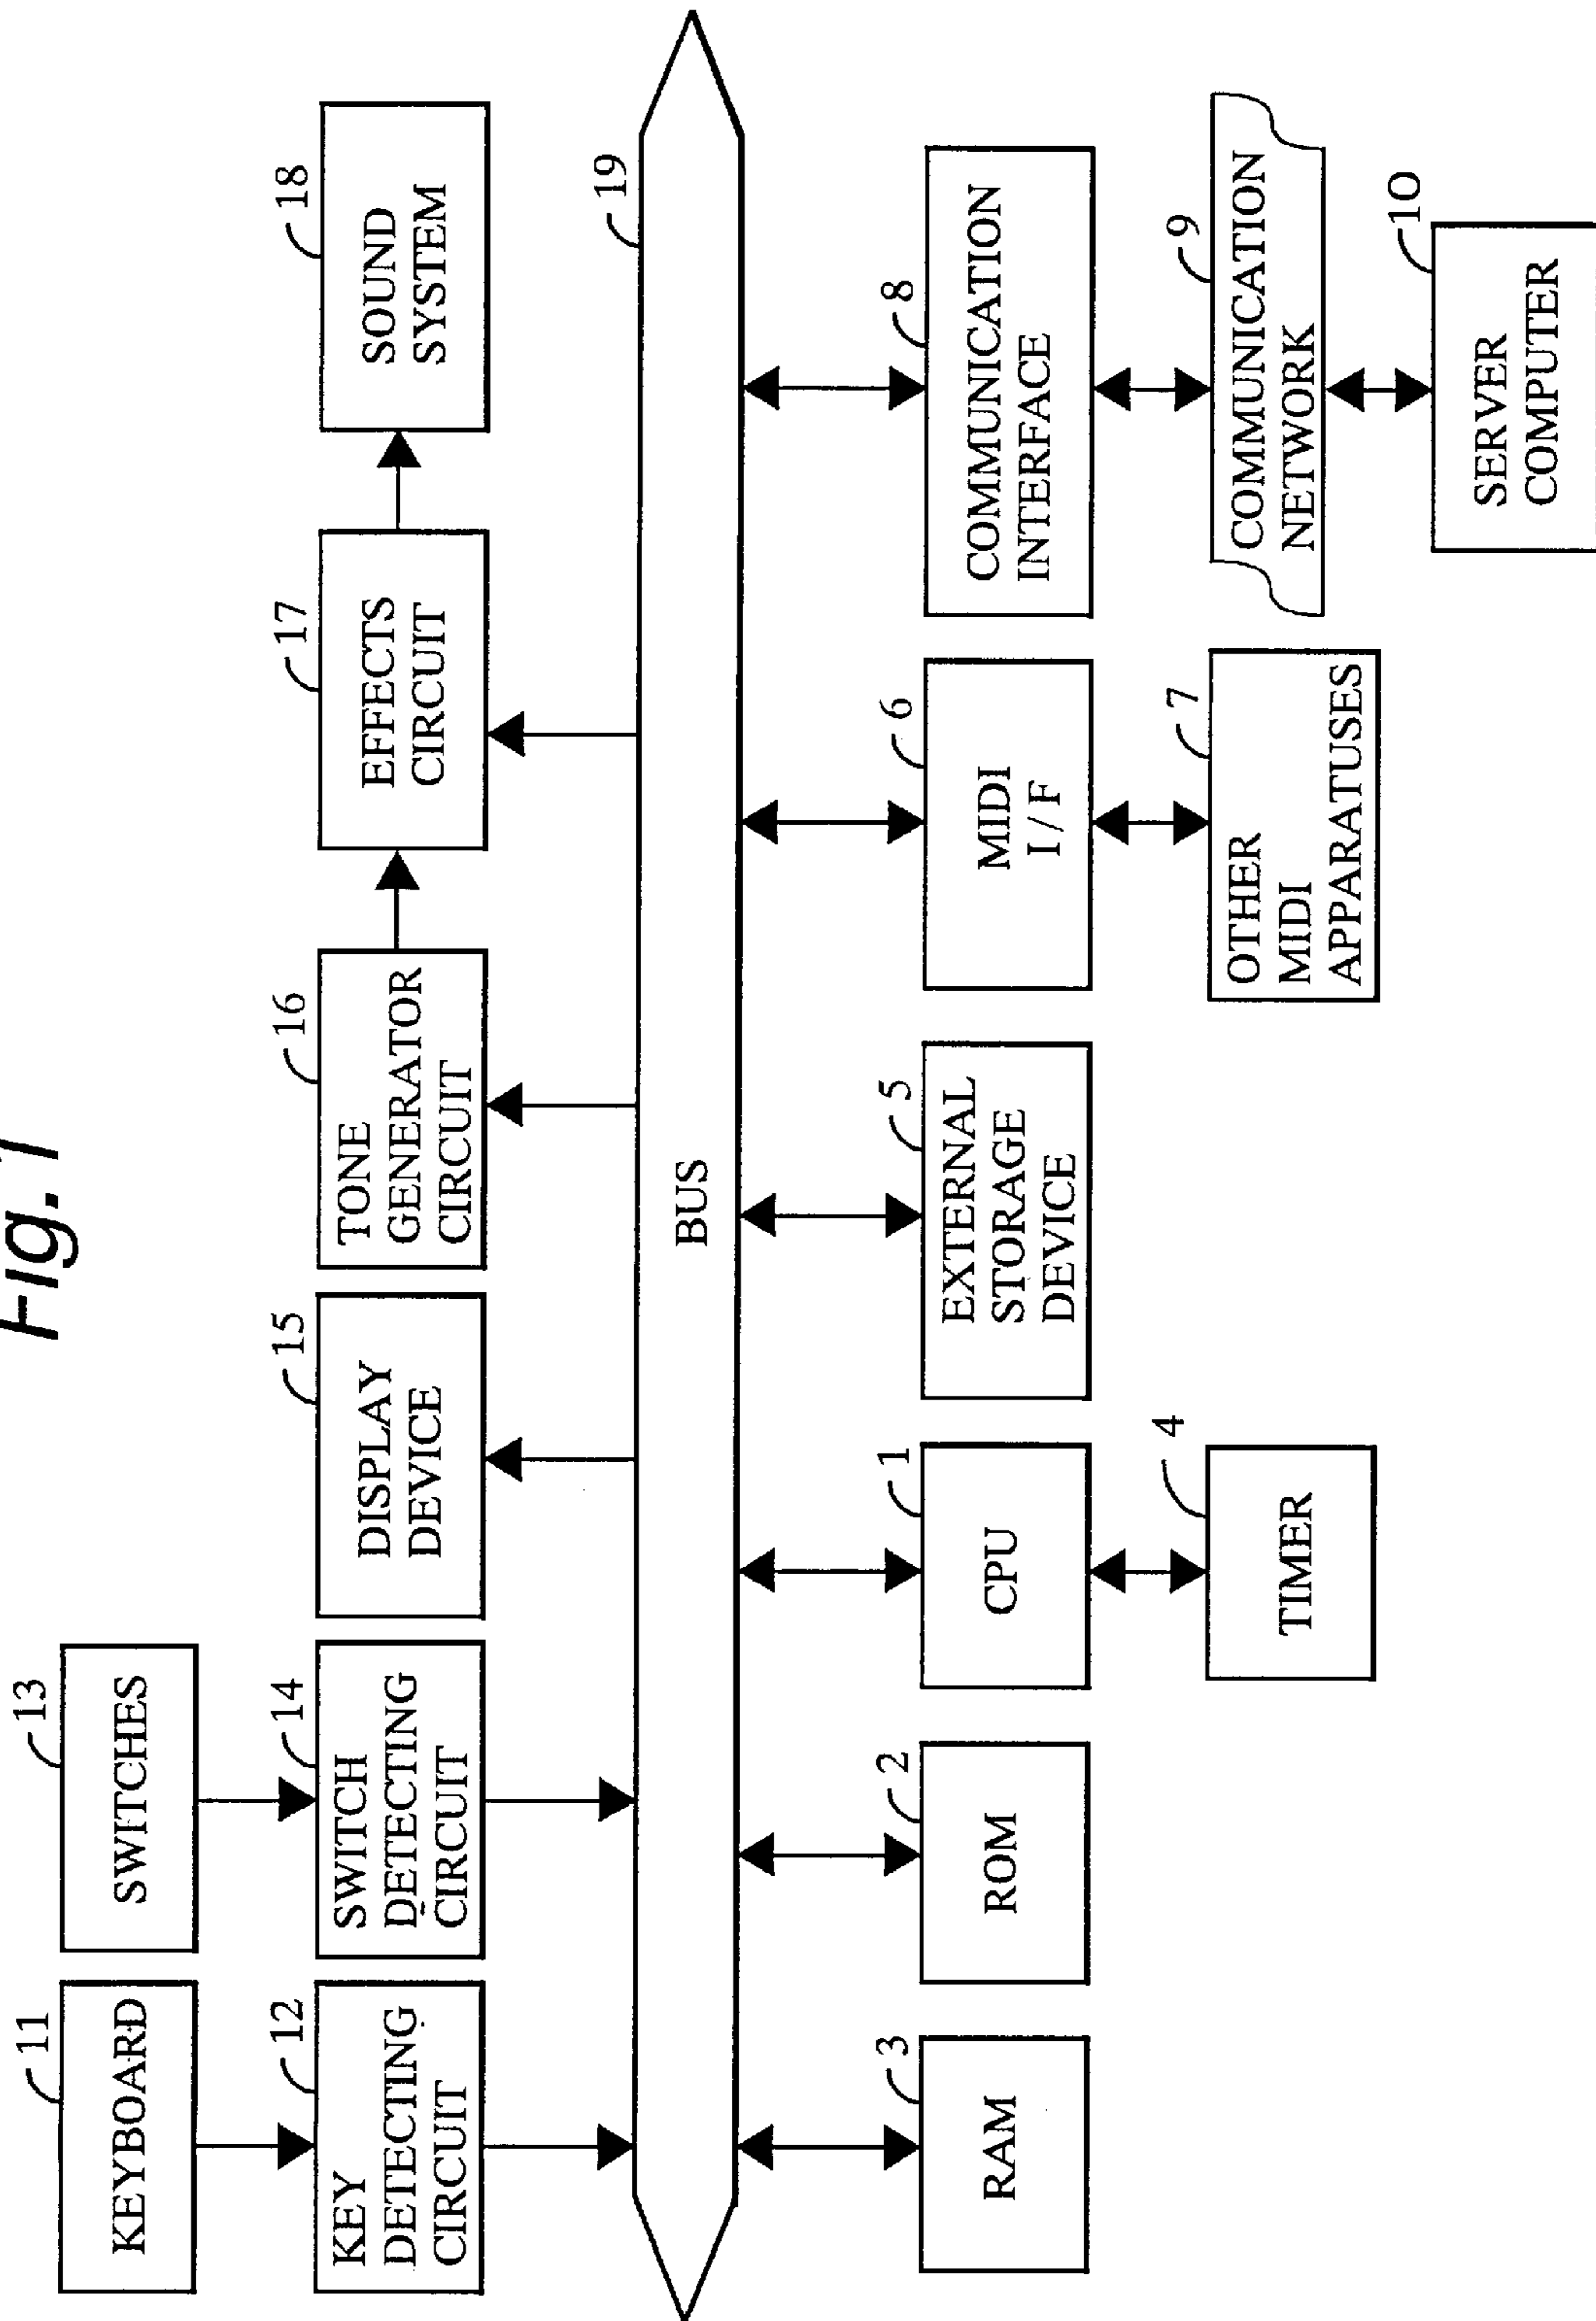 Fig. 1
11
KEYBOARD
13
SWITCHES
12
KEY
DETECTING
CIRCUIT
14
SWITCH
DETECTING
CIRCUIT
15
DISPLAY
DEVICE
16
TONE
GENERATOR
CIRCUIT
17
EFFECTS
CIRCUIT
18
SOUND
SYSTEM
19
BUS
3
RAM
2
ROM
1
CPU
5
EXTERNAL
STORAGE
DEVICE
6
MIDI
I / F
8
COMMUNICATION
INTERFACE
4
TIMER
7
OTHER
MIDI
APPARATUSES
9
COMMUNICATION
NETWORK
10
SERVER
COMPUTER